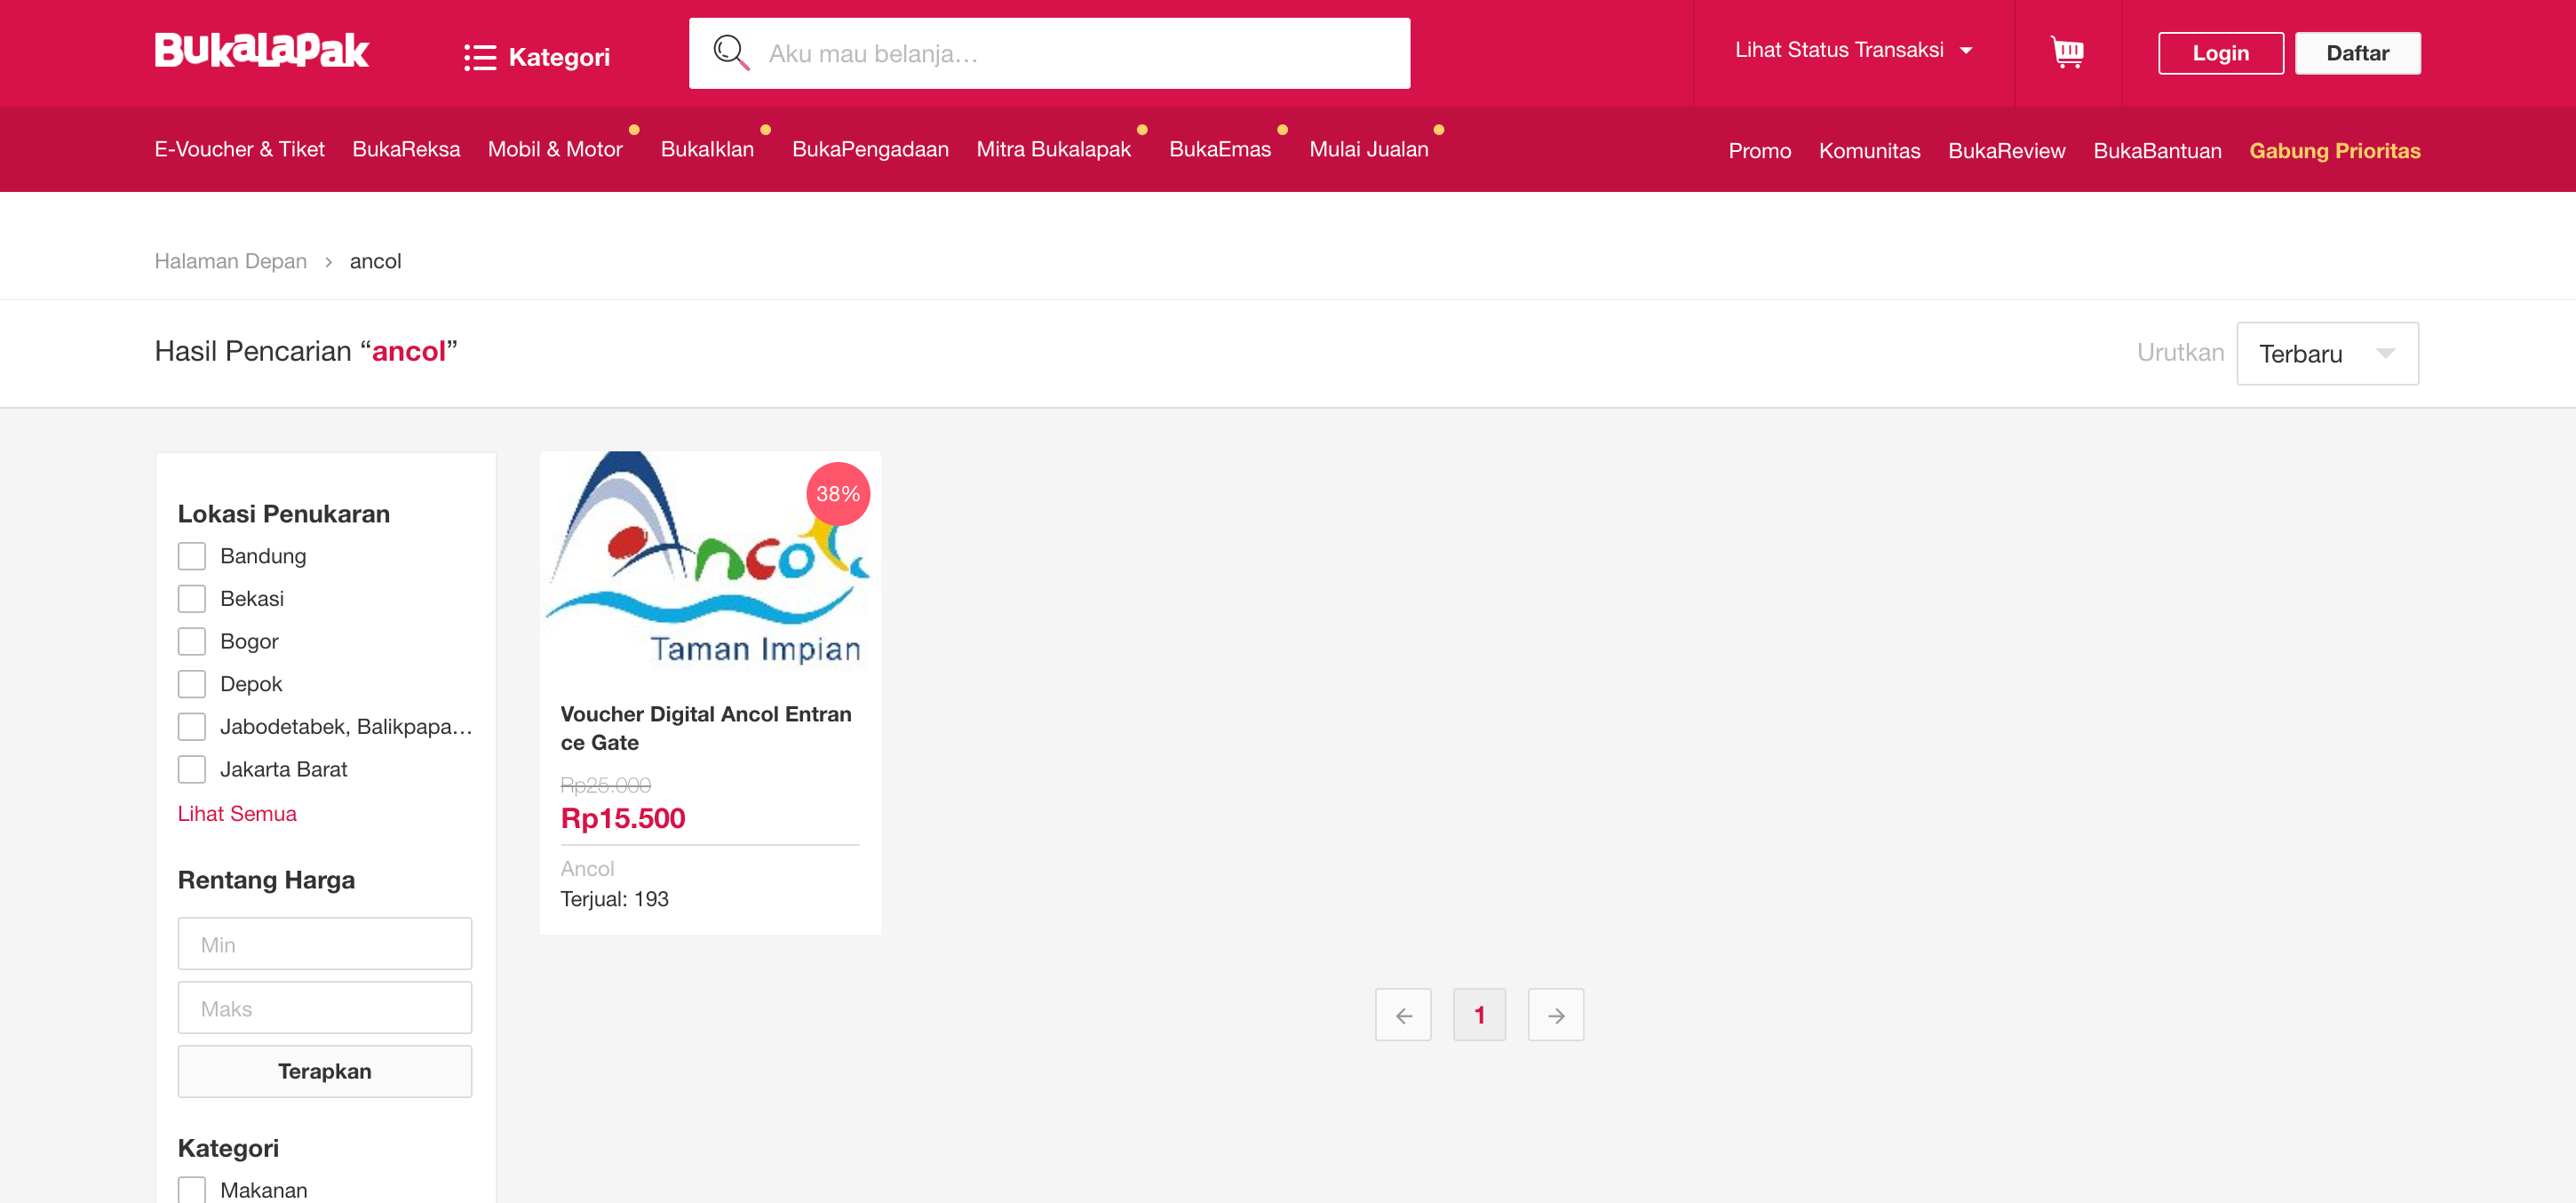 BukaLapak
Kategori
Aku mau belanja...
Lihat Status Transaksi
Login
Daftar
E-Voucher & Tiket
BukaReksa
Mobil & Motor
BukaIklan
BukaPengadaan
Mitra Bukalapak
BukaEmas
Mulai Jualan
Promo
Komunitas
BukaReview
BukaBantuan
Gabung Prioritas
Halaman Depan > ancol
Hasil Pencarian “ancol”
Urutkan
Terbaru
Lokasi Penukaran
Bandung
Bekasi
Bogor
Depok
Jabodetabek, Balikpapa...
Jakarta Barat
Lihat Semua
Rentang Harga
Min
Maks
Terapkan
Kategori
Makanan
38%
Ancol
Taman Impian
Voucher Digital Ancol Entran
ce Gate
Rp25.000
Rp15.500
Ancol
Terjual: 193
1